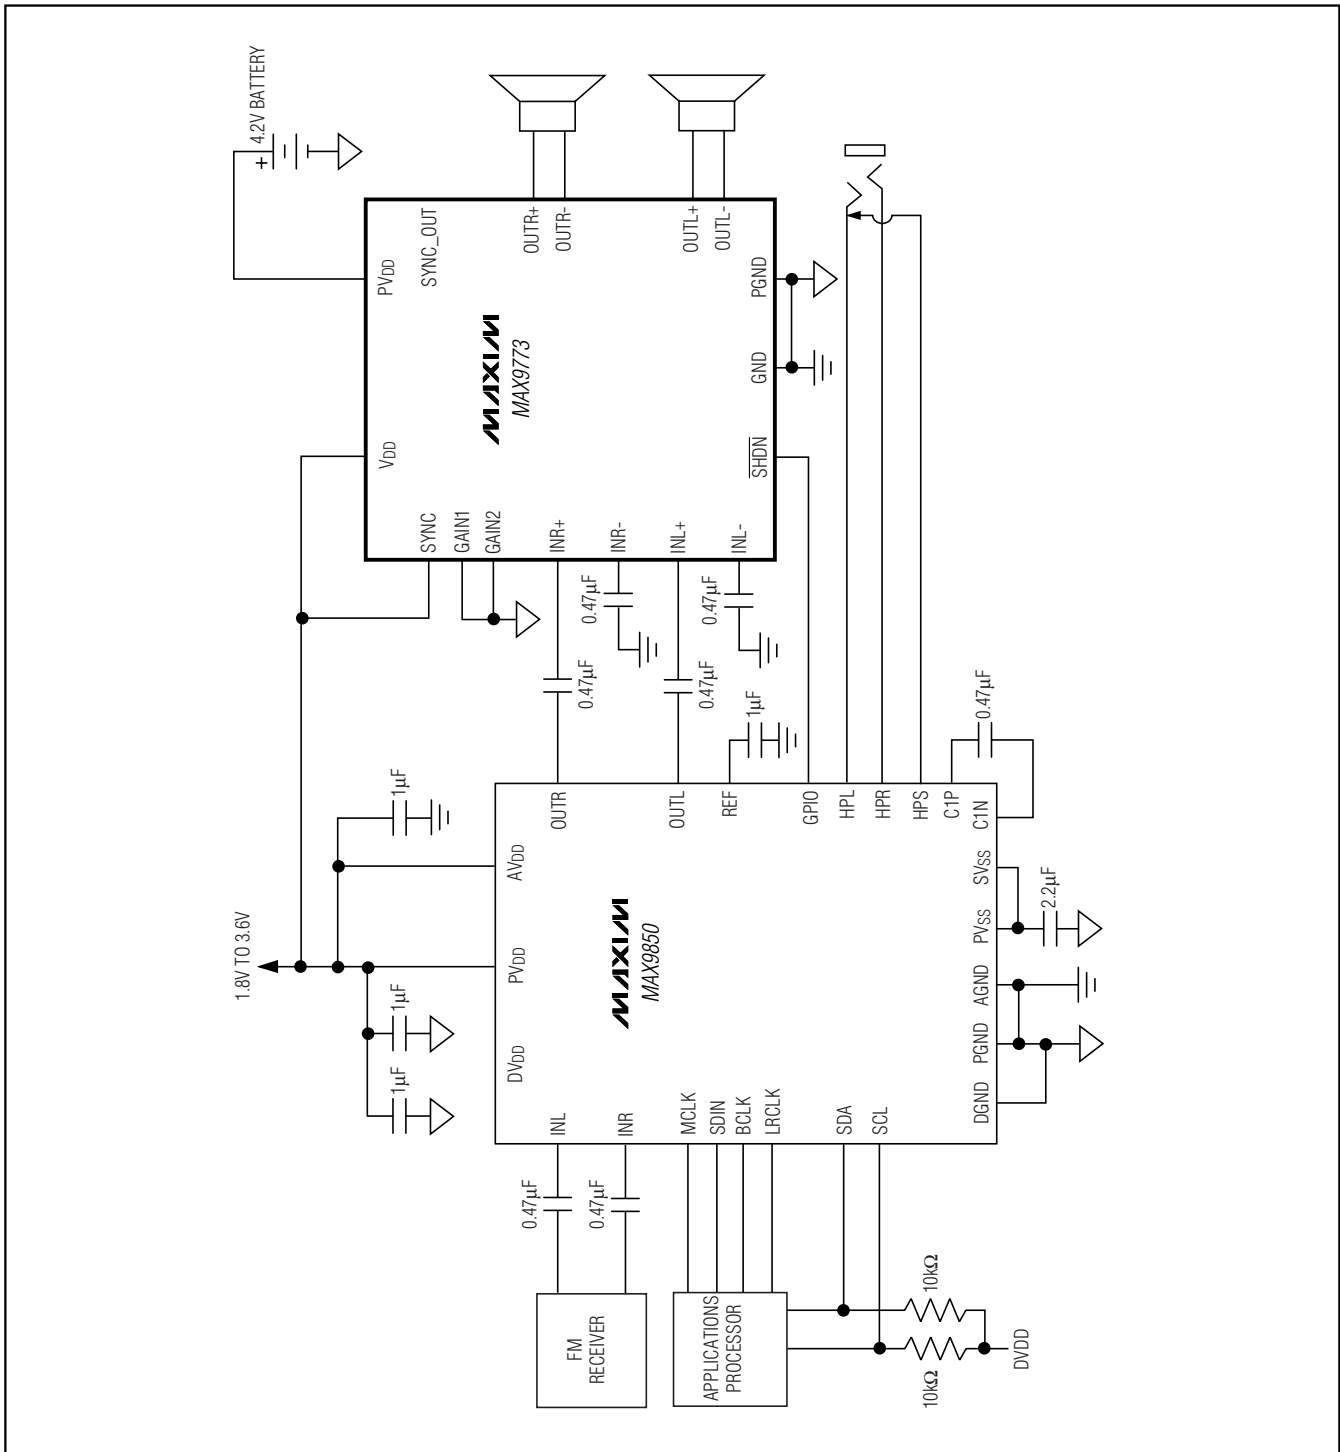 4.2V BATTERY
+
PVDD
SYNC_OUT
OUTR+
OUTR-
OUTL+
OUTL-
PGND
VDD
MAXIM
MAX9773
GND
SHDN
SYNC
GAIN1
GAIN2
INR+
INR-
INL+
INL-
0.47µF
0.47µF
0.47µF
0.47µF
1µF
0.47µF
1.8V TO 3.6V
1µF
1µF
1µF
AVDD
PVDD
DVDD
OUTR
OUTL
REF
GPIO
HPL
HPR
HPS
C1P
C1N
MAXIM
MAX9850
SVSS
PVSS
2.2µF
AGND
PGND
DGND
INL
INR
MCLK
SDIN
BCLK
LRCLK
SDA
SCL
0.47µF
0.47µF
FM
RECEIVER
APPLICATIONS
PROCESSOR
10kΩ
10kΩ
DVDD